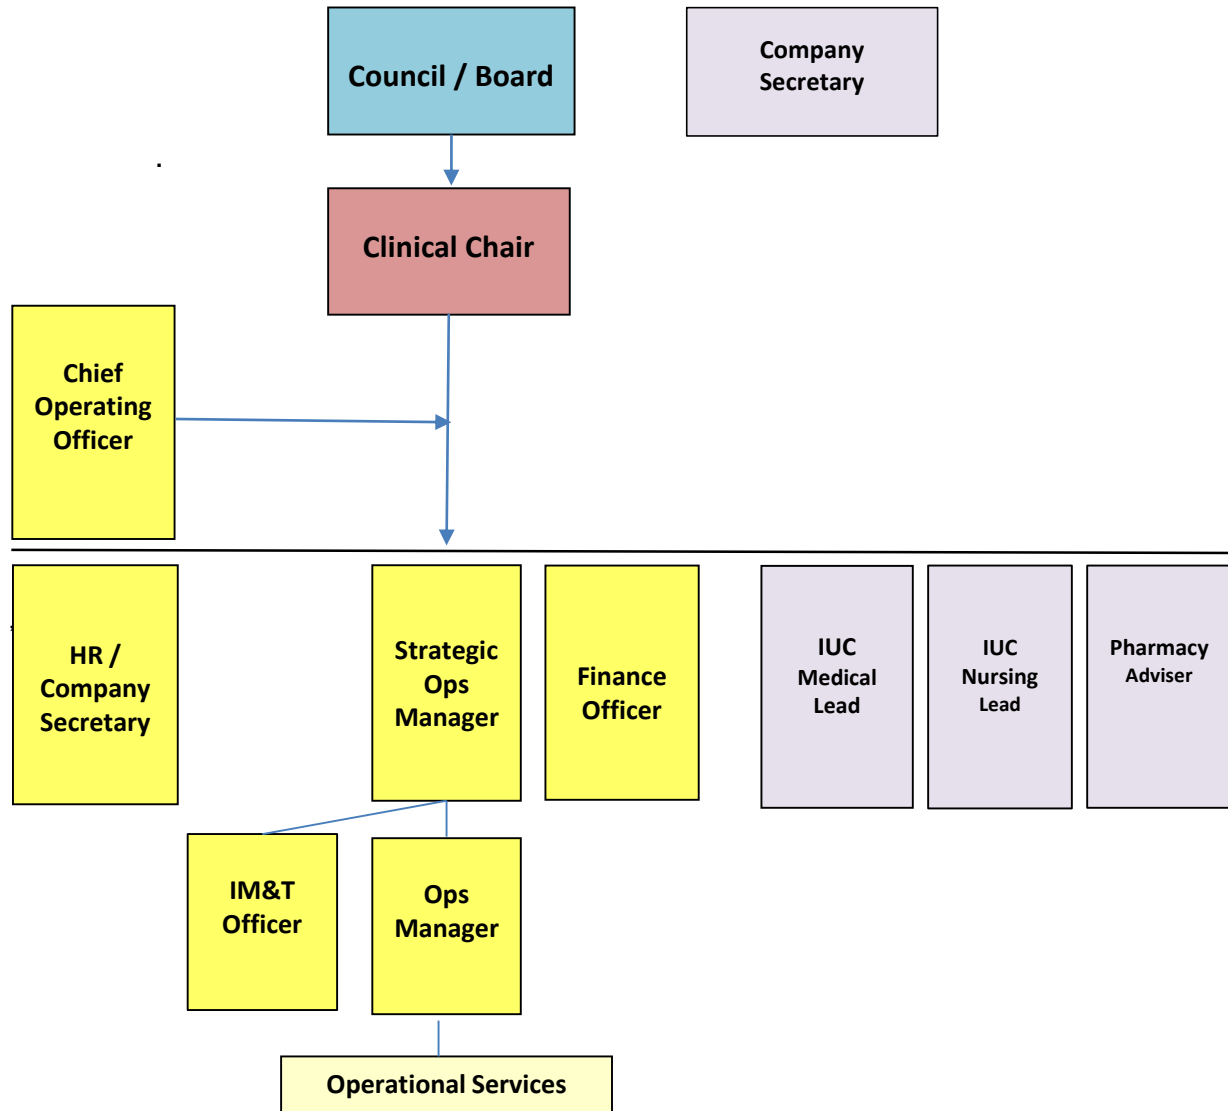 Council / Board
Company
Secretary
.
Clinical Chair
Chief
Operating
Officer
HR /
Company
Secretary
Strategic
Ops
Manager
Finance
Officer
IUC
Medical
Lead
IUC
Nursing
Lead
Pharmacy
Adviser
IM&T
Officer
Ops
Manager
Operational Services